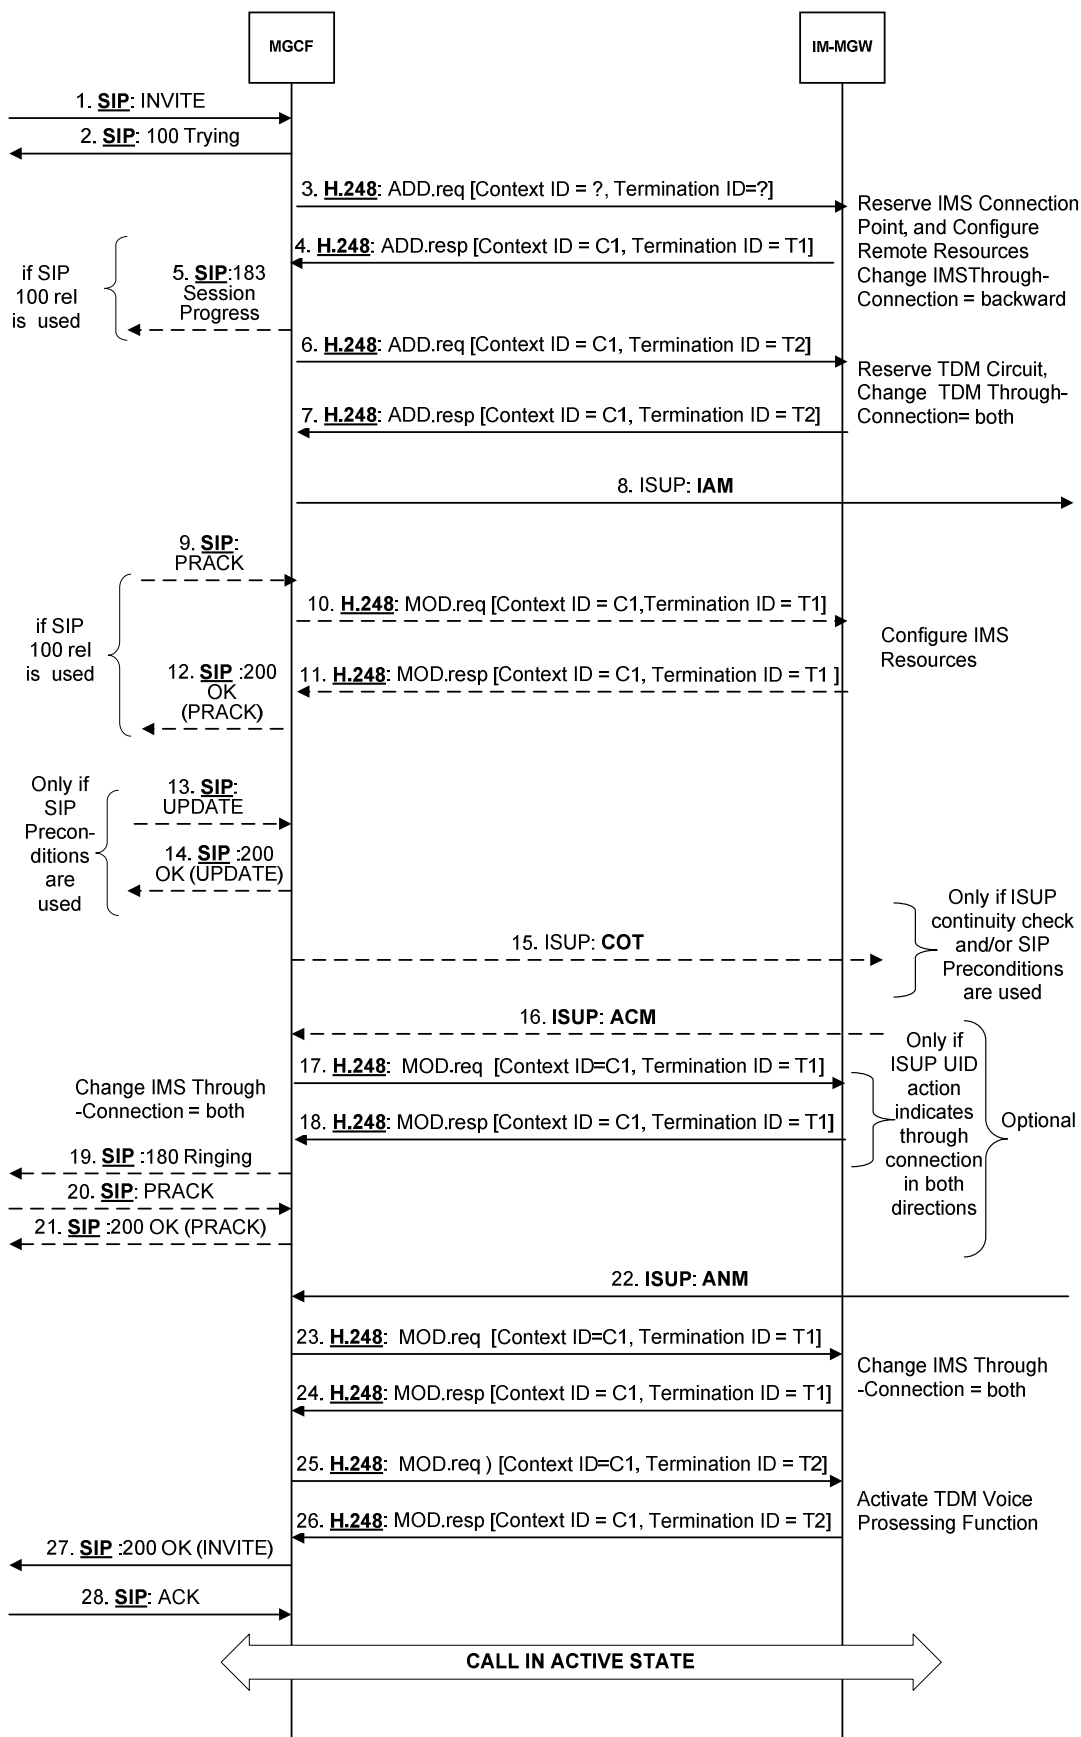 MGCF
IM-MGW
1. SIP: INVITE
2. SIP: 100 Trying
3. H.248: ADD.req [Context ID = ?, Termination ID=?]
Reserve IMS Connection
Point, and Configure
Remote Resources
Change IMSThrough-
Connection = backward
4. H.248: ADD.resp [Context ID = C1, Termination ID = T1]
if SIP
100 rel
is used
5. SIP:183
Session
Progress
6. H.248: ADD.req [Context ID = C1, Termination ID = T2]
Reserve TDM Circuit,
Change TDM Through-
Connection= both
7. H.248: ADD.resp [Context ID = C1, Termination ID = T2]
8. ISUP: IAM
9. SIP:
PRACK
10. H.248: MOD.req [Context ID = C1,Termination ID = T1]
if SIP
100 rel
is used
Configure IMS
Resources
11. H.248: MOD.resp [Context ID = C1, Termination ID = T1 ]
12. SIP :200
OK
(PRACK)
Only if
SIP
Precon-
ditions
are
used
13. SIP:
UPDATE
14. SIP :200
OK (UPDATE)
15. ISUP: COT
Only if ISUP
continuity check
and/or SIP
Preconditions
are used
16. ISUP: ACM
17. H.248: MOD.req [Context ID=C1, Termination ID = T1]
Only if
ISUP UID
action
indicates
through
connection
in both
directions
Optional
Change IMS Through
-Connection = both
18. H.248: MOD.resp [Context ID = C1, Termination ID = T1]
19. SIP :180 Ringing
20. SIP: PRACK
21. SIP :200 OK (PRACK)
22. ISUP: ANM
23. H.248: MOD.req [Context ID=C1, Termination ID = T1]
Change IMS Through
-Connection = both
24. H.248: MOD.resp [Context ID = C1, Termination ID = T1]
25. H.248: MOD.req ) [Context ID=C1, Termination ID = T2]
Activate TDM Voice
Prosessing Function
26. H.248: MOD.resp [Context ID = C1, Termination ID = T2]
27. SIP :200 OK (INVITE)
28. SIP: ACK
CALL IN ACTIVE STATE